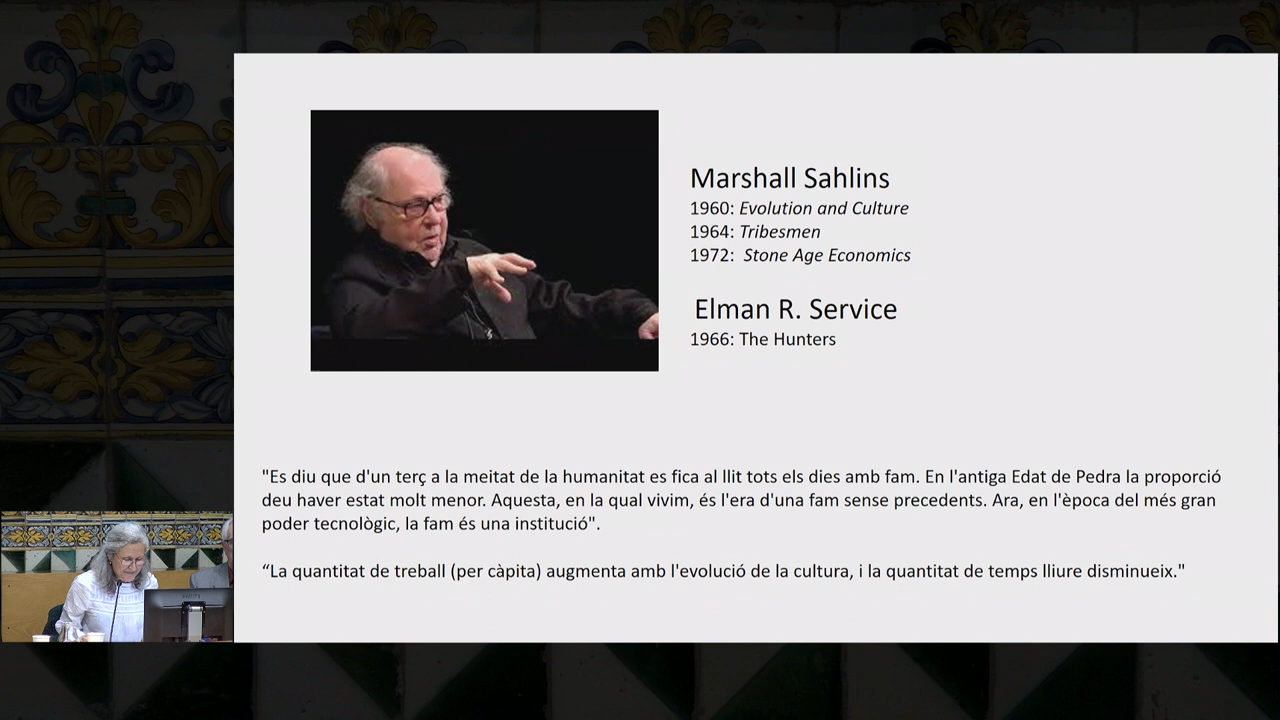 Marshall Sahlins
1960: Evolution and Culture
1964: Tribesmen
1972: Stone Age Economics
Elman R. Service
1966: The Hunters
"Es diu que d'un terç a la meitat de la humanitat es fica al llit tots els dies amb fam. En l'antiga Edat de Pedra la proporció
deu haver estat molt menor. Aquesta, en la qual vivim, és l'era d'una fam sense precedents. Ara, en l'època del més gran
poder tecnològic, la fam és una institució".
“La quantitat de treball (per càpita) augmenta amb l'evolució de la cultura, i la quantitat de temps lliure disminueix."